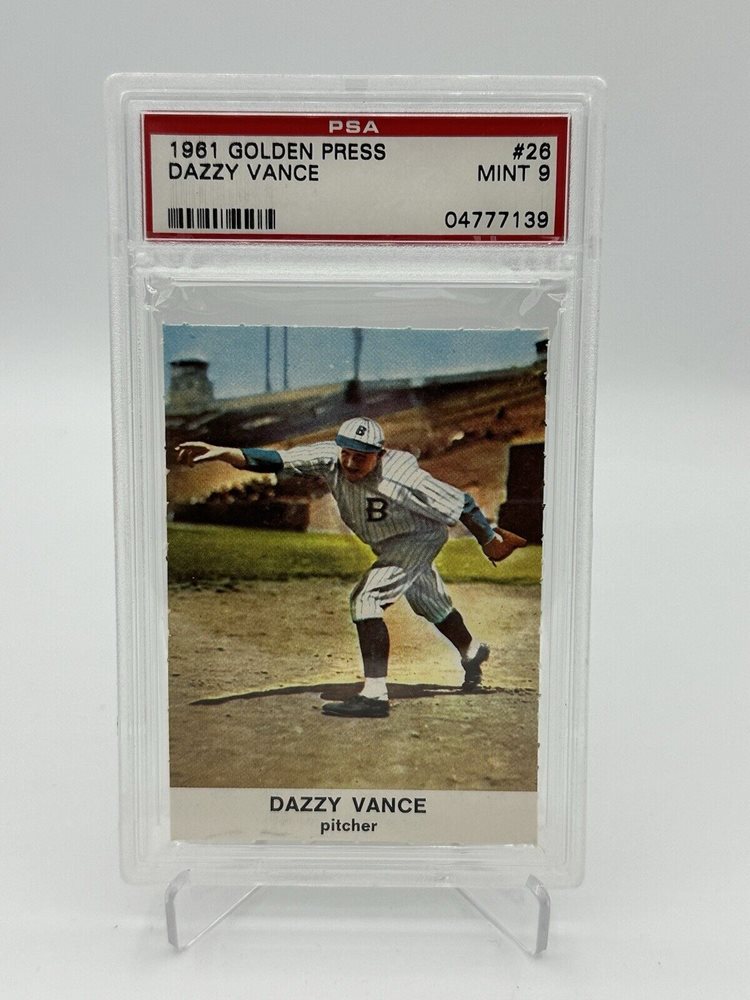 PSA
1961 GOLDEN PRESS #26
DAZZY VANCE MINT 9
04777139
B
B
DAZZY VANCE
pitcher